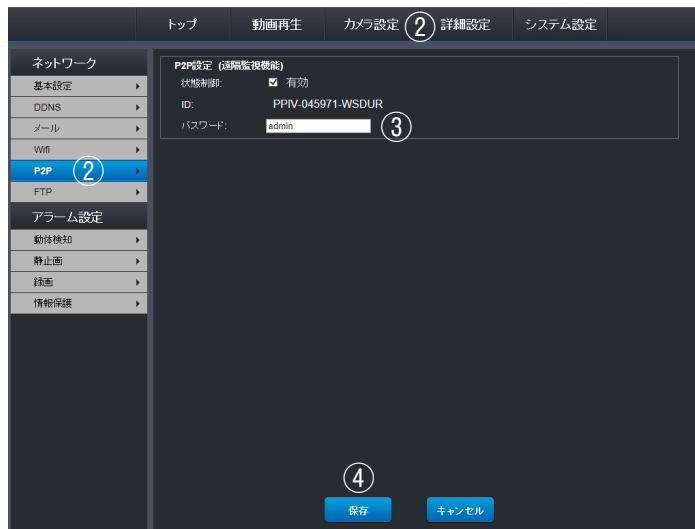 トップ 動画再生 カメラ設定 ② 詳細設定 システム設定
ネットワーク
基本設定
DDNS
メール
Wifi
P2P ②
FTP
アラーム設定
動体検知
静止画
録画
情報保護
P2P設定 (遠隔監視機能)
状態制御: 有効
ID: PPIV-045971-WSDUR
パスワード: admin ③
④
保存 キャンセル